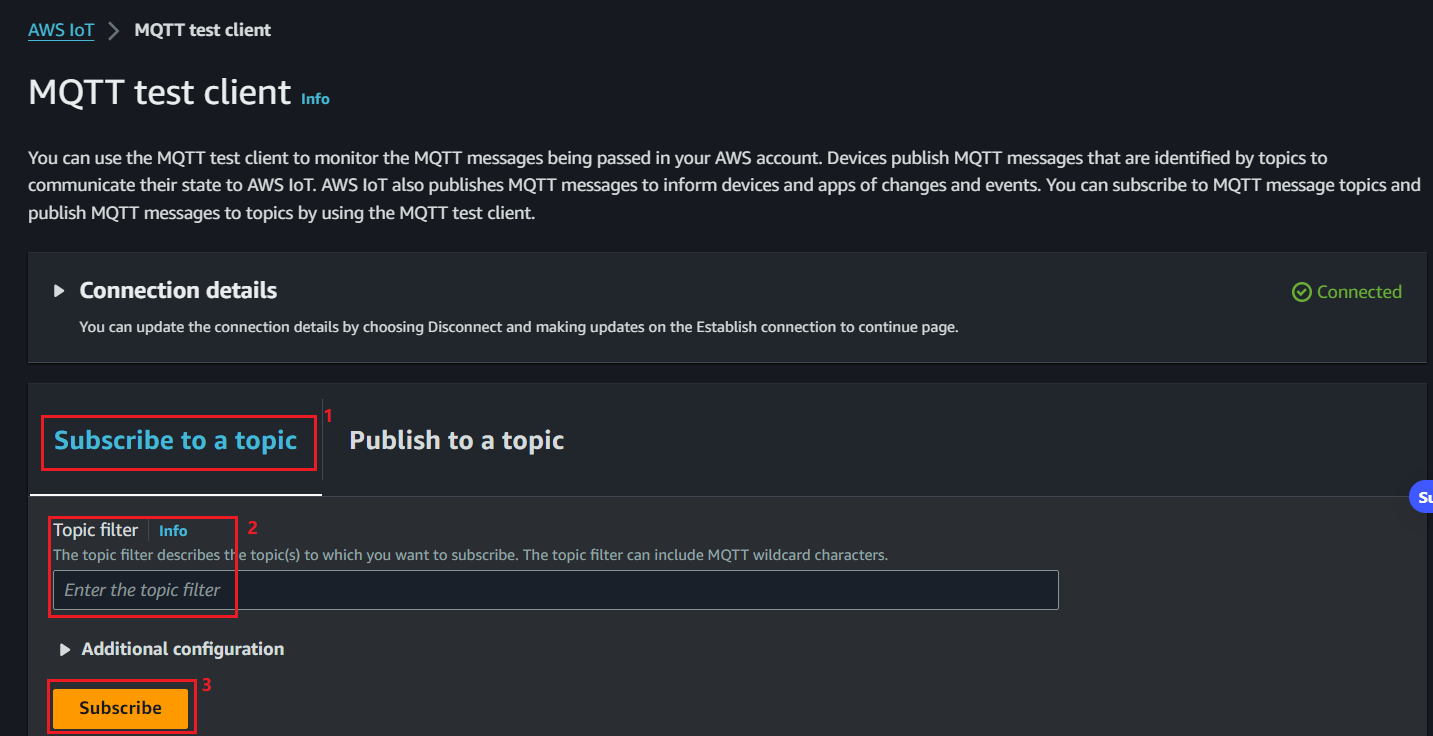 AWS IoT > MQTT test client
MQTT test client Info
You can use the MQTT test client to monitor the MQTT messages being passed in your AWS account. Devices publish MQTT messages that are identified by topics to
communicate their state to AWS IoT. AWS IoT also publishes MQTT messages to inform devices and apps of changes and events. You can subscribe to MQTT message topics and
publish MQTT messages to topics by using the MQTT test client.
Connection details
Connected
You can update the connection details by choosing Disconnect and making updates on the Establish connection to continue page.
Subscribe to a topic 1
Publish to a topic
Su
Topic filter Info 2
The topic filter describes the topic(s) to which you want to subscribe. The topic filter can include MQTT wildcard characters.
Enter the topic filter
Additional configuration
Subscribe 3